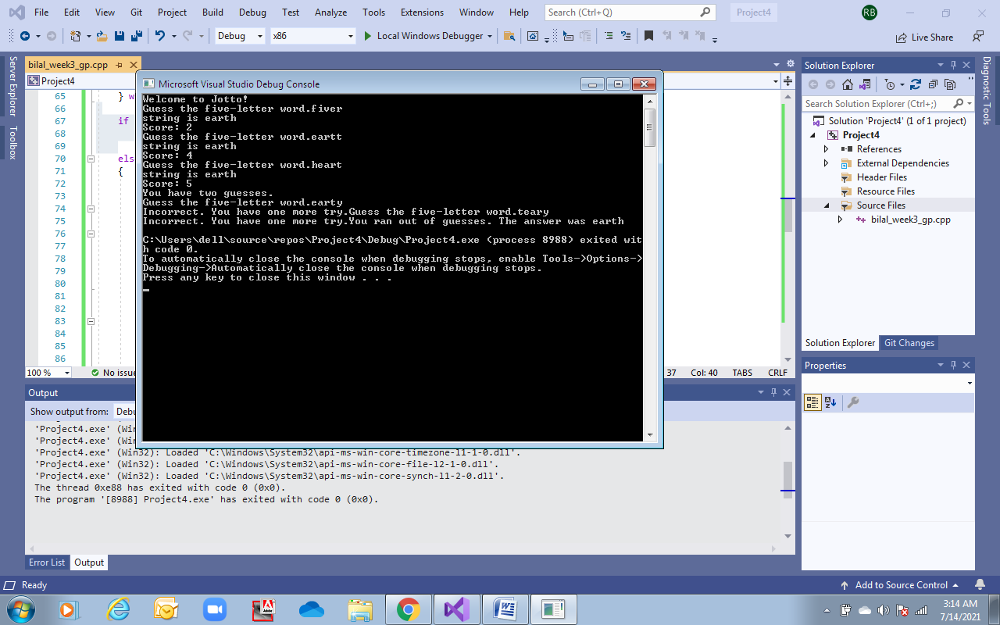 File Edit View Git Project Build Debug Test Analyze Tools Extensions Window Help Search (Ctrl+Q) Project4 RB
Debug x86 Local Windows Debugger Live Share
Server Explorer
Toolbox
bilal_week3_gp.cpp
Project4
65 } w
66
67 if
68
69
70 els
71 {
72
73
74
75
76
77
78
79
80
81
82
83
84
85
86
100 % No issue
37 Col: 40 TABS CRLF
Microsoft Visual Studio Debug Console
Welcome to Jotto!
Guess the five-letter word.fiver
string is earth
Score: 2
Guess the five-letter word.eartt
string is earth
Score: 4
Guess the five-letter word.heart
string is earth
Score: 5
You have two guesses.
Guess the five-letter word.earty
Incorrect. You have one more try.Guess the five-letter word.teary
Incorrect. You have one more try.You ran out of guesses. The answer was earth
C:\Users\dell\source\repos\Project4\Debug\Project4.exe (process 8988) exited wit
h code 0.
To automatically close the console when debugging stops, enable Tools->Options->
Debugging->Automatically close the console when debugging stops.
Press any key to close this window . . .
Output
Show output from: Debu
'Project4.exe' (Win
'Project4.exe' (Win
'Project4.exe' (Win32): Loaded 'C:\Windows\System32\api-ms-win-core-timezone-l1-1-0.dll'.
'Project4.exe' (Win32): Loaded 'C:\Windows\System32\api-ms-win-core-file-l2-1-0.dll'.
'Project4.exe' (Win32): Loaded 'C:\Windows\System32\api-ms-win-core-synch-l1-2-0.dll'.
The thread 0xe88 has exited with code 0 (0x0).
The program '[8988] Project4.exe' has exited with code 0 (0x0).
Error List Output
Solution Explorer
Search Solution Explorer (Ctrl+;)
Solution 'Project4' (1 of 1 project)
Project4
References
External Dependencies
Header Files
Resource Files
Source Files
bilal_week3_gp.cpp
Solution Explorer Git Changes
Properties
Diagnostic Tools
Ready Add to Source Control
3:14 AM
7/14/2021